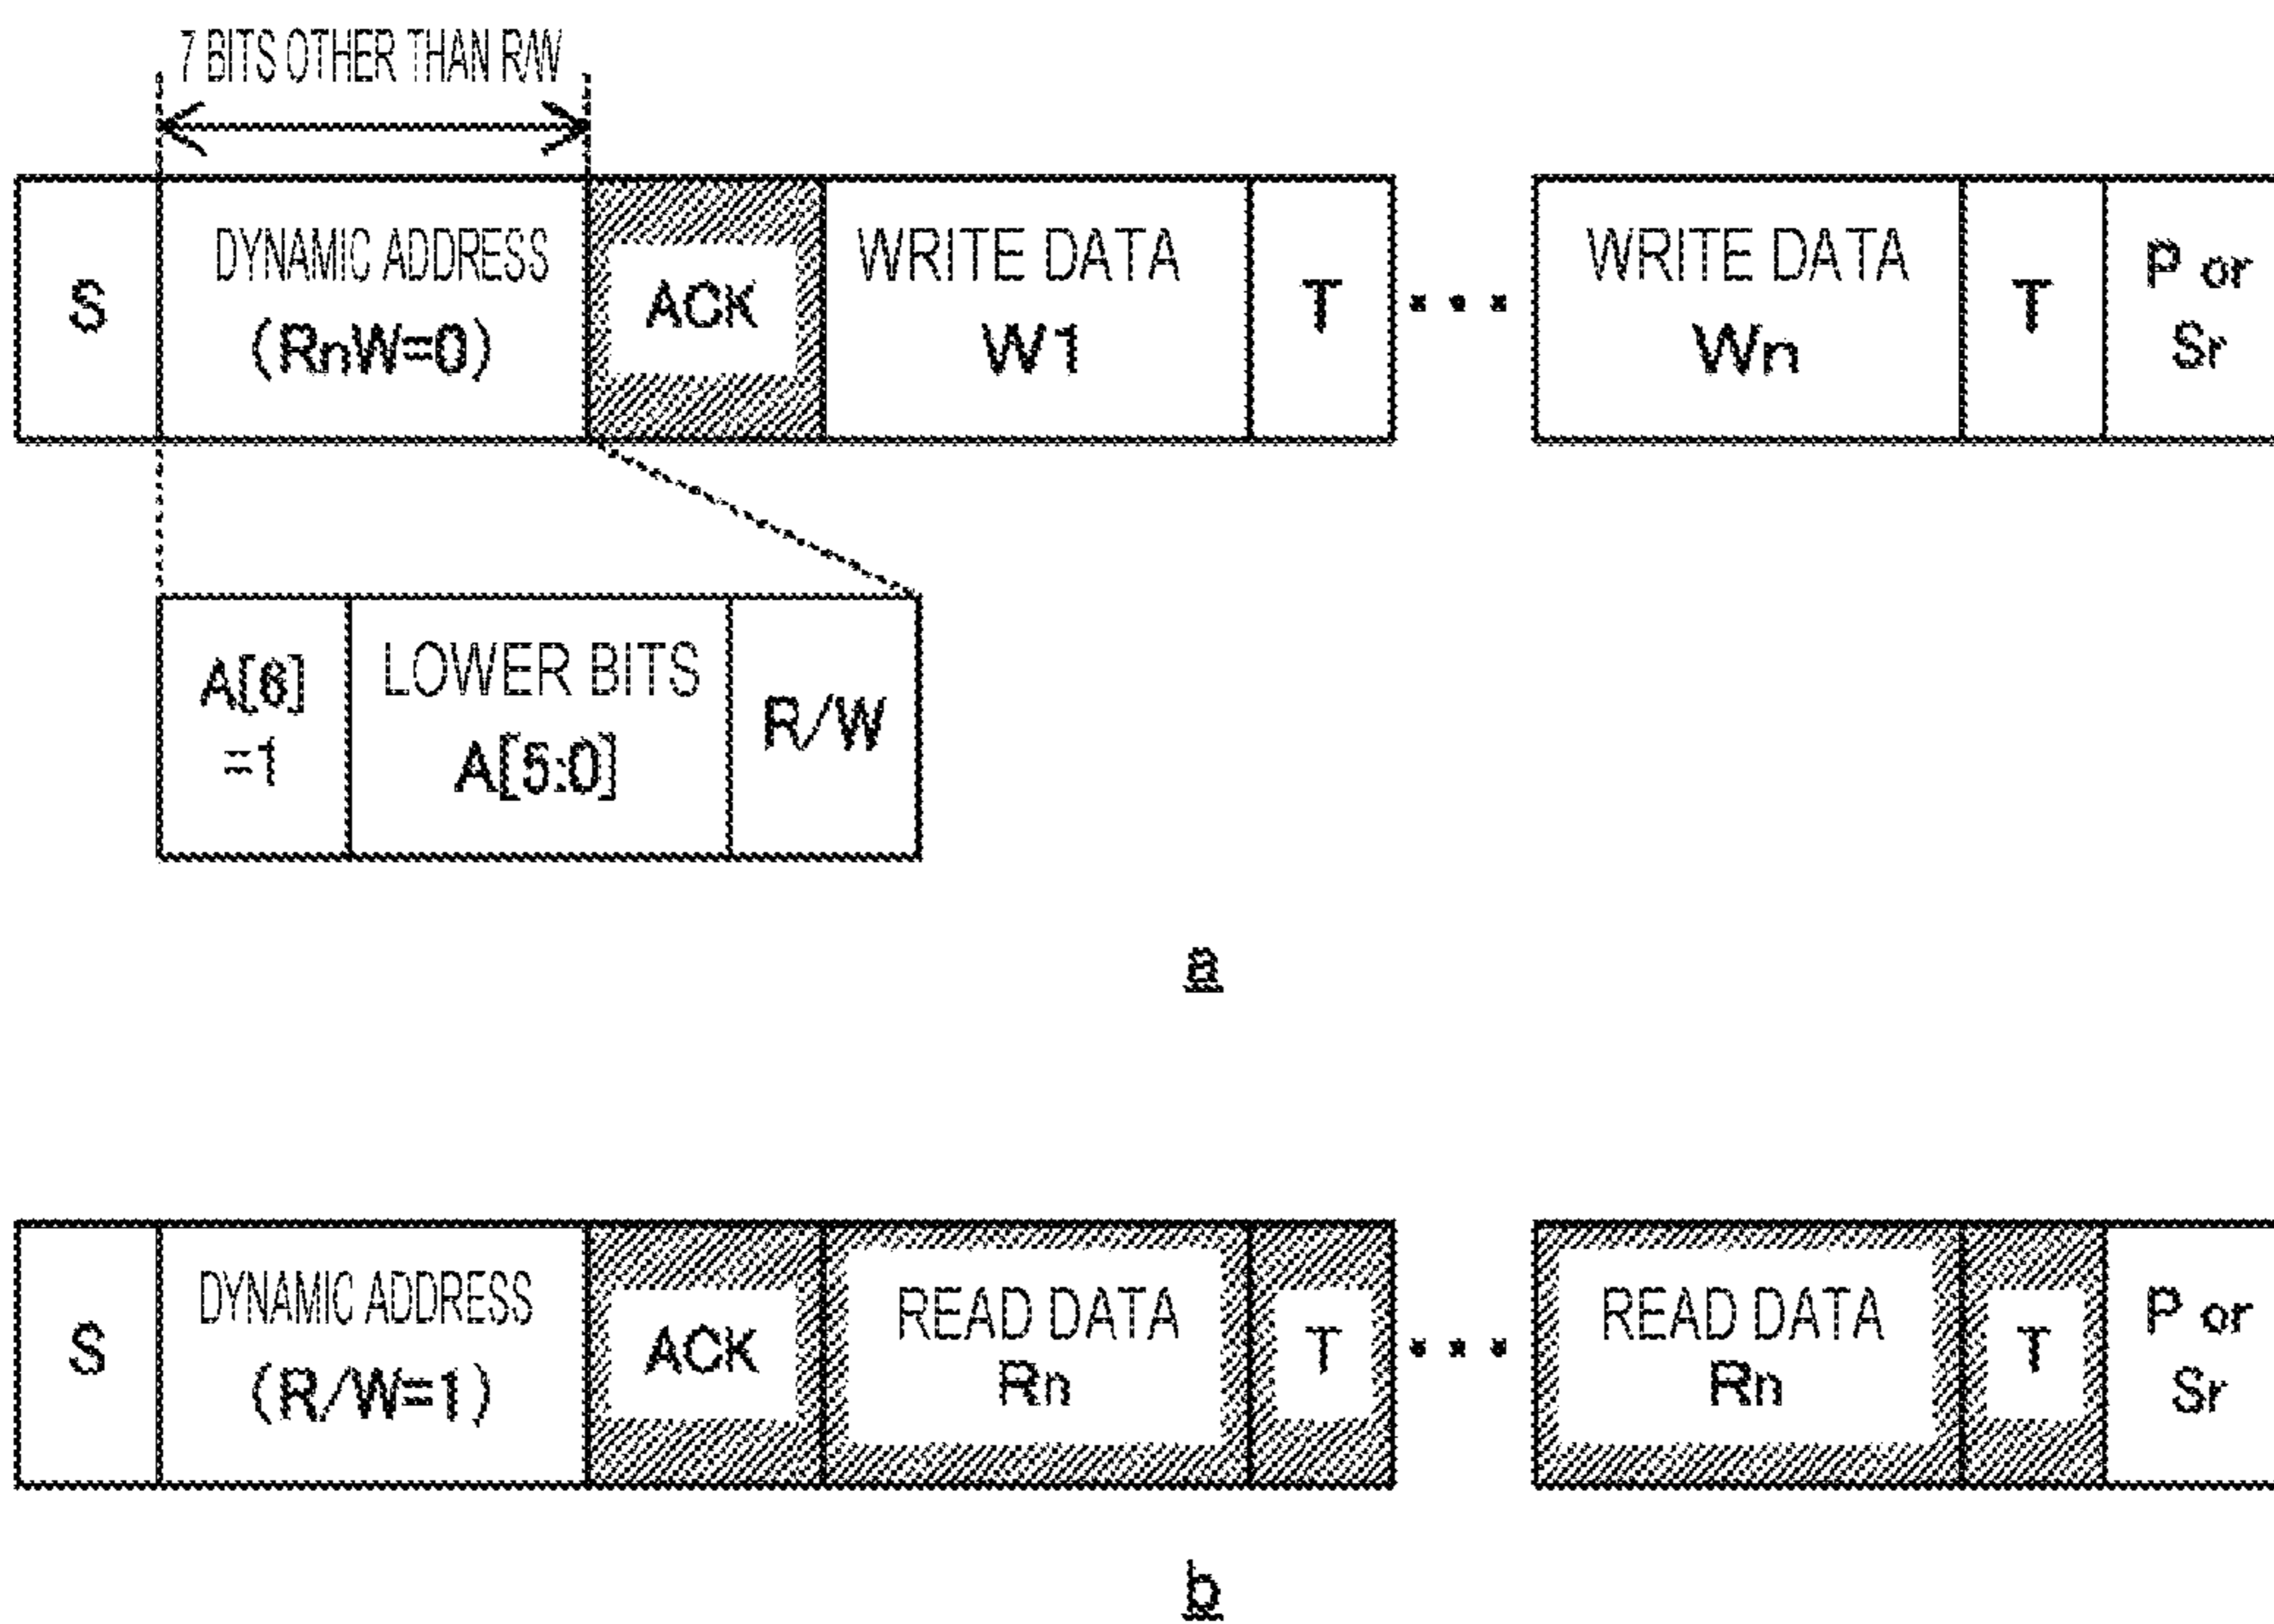 7 BITS OTHER THAN R/W
S
DYNAMIC ADDRESS
(RnW=0)
ACK
WRITE DATA
W1
T
...
WRITE DATA
Wn
T
P or
Sr
A[6]
=1
LOWER BITS
A[5:0]
R/W
a
S
DYNAMIC ADDRESS
(R/W=1)
ACK
READ DATA
Rn
T
...
READ DATA
Rn
T
P or
Sr
b